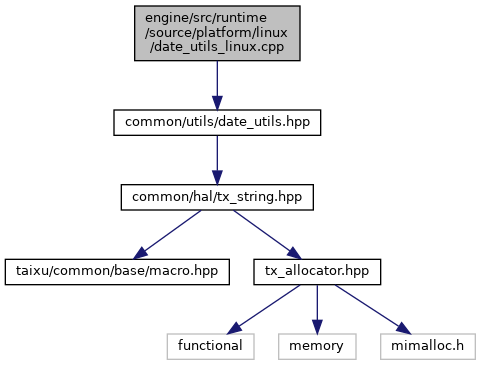 engine/src/runtime
/source/platform/linux
/date_utils_linux.cpp
common/utils/date_utils.hpp
common/hal/tx_string.hpp
taixu/common/base/macro.hpp
tx_allocator.hpp
functional
memory
mimalloc.h